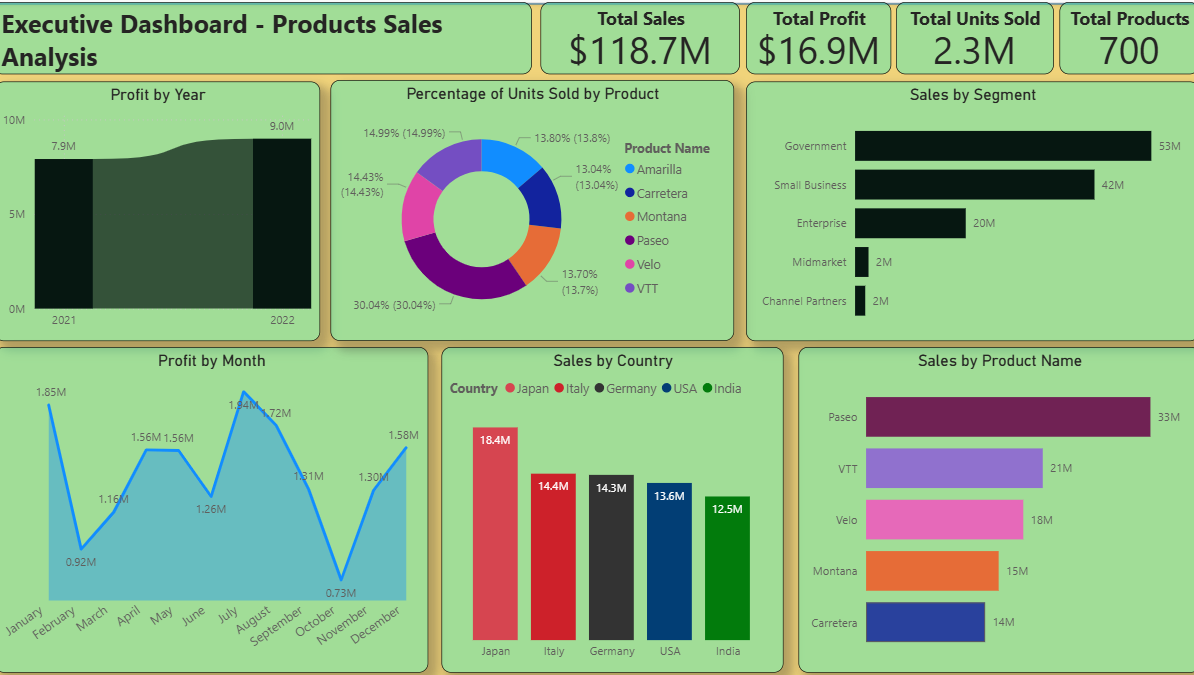 Executive Dashboard - Products Sales
Analysis
Total Sales
$118.7M
Total Profit
$16.9M
Total Units Sold
2.3M
Total Products
700
Profit by Year
10M
5M
0M
7.9M
9.0M
2021
2022
Percentage of Units Sold by Product
14.99% (14.99%)
13.80% (13.8%)
14.43%
(14.43%)
13.04%
(13.04%)
13.70%
(13.7%)
30.04% (30.04%)
Product Name
Amarilla
Carretera
Montana
Paseo
Velo
VTT
Sales by Segment
Government
53M
Small Business
42M
Enterprise
20M
Midmarket
2M
Channel Partners
2M
Profit by Month
1.85M
0.92M
1.16M
1.56M
1.56M
1.26M
1.94M
1.72M
1.31M
0.73M
1.30M
1.58M
January
February
March
April
May
June
July
August
September
October
November
December
Sales by Country
Country
Japan
Italy
Germany
USA
India
18.4M
14.4M
14.3M
13.6M
12.5M
Japan
Italy
Germany
USA
India
Sales by Product Name
Paseo
33M
VTT
21M
Velo
18M
Montana
15M
Carretera
14M